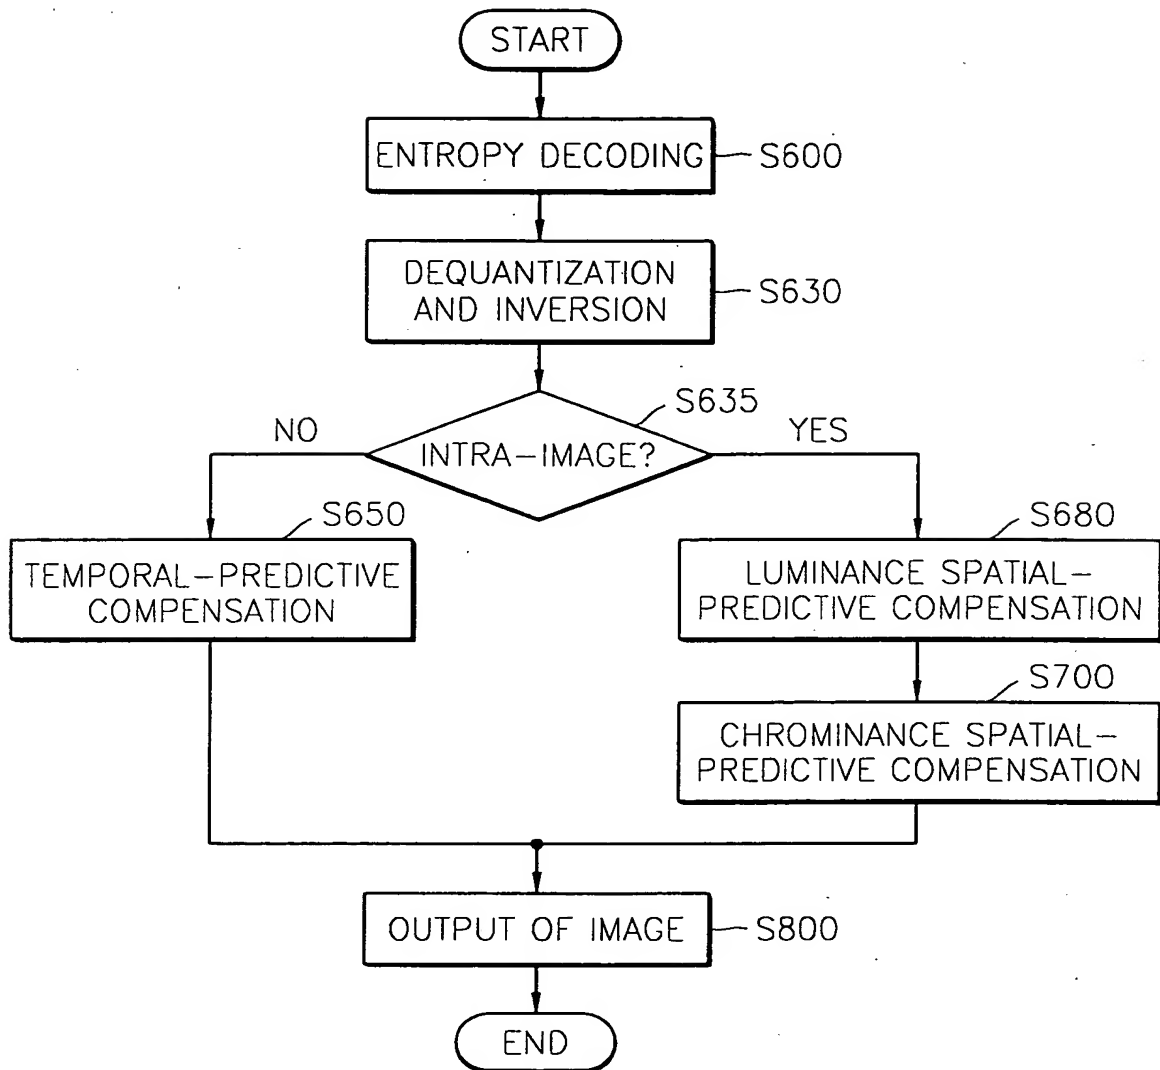 START
ENTROPY DECODING
S600
DEQUANTIZATION
AND INVERSION
S630
S635
NO
INTRA-IMAGE?
YES
S650
TEMPORAL-PREDICTIVE
COMPENSATION
S680
LUMINANCE SPATIAL-
PREDICTIVE COMPENSATION
S700
CHROMINANCE SPATIAL-
PREDICTIVE COMPENSATION
OUTPUT OF IMAGE
S800
END